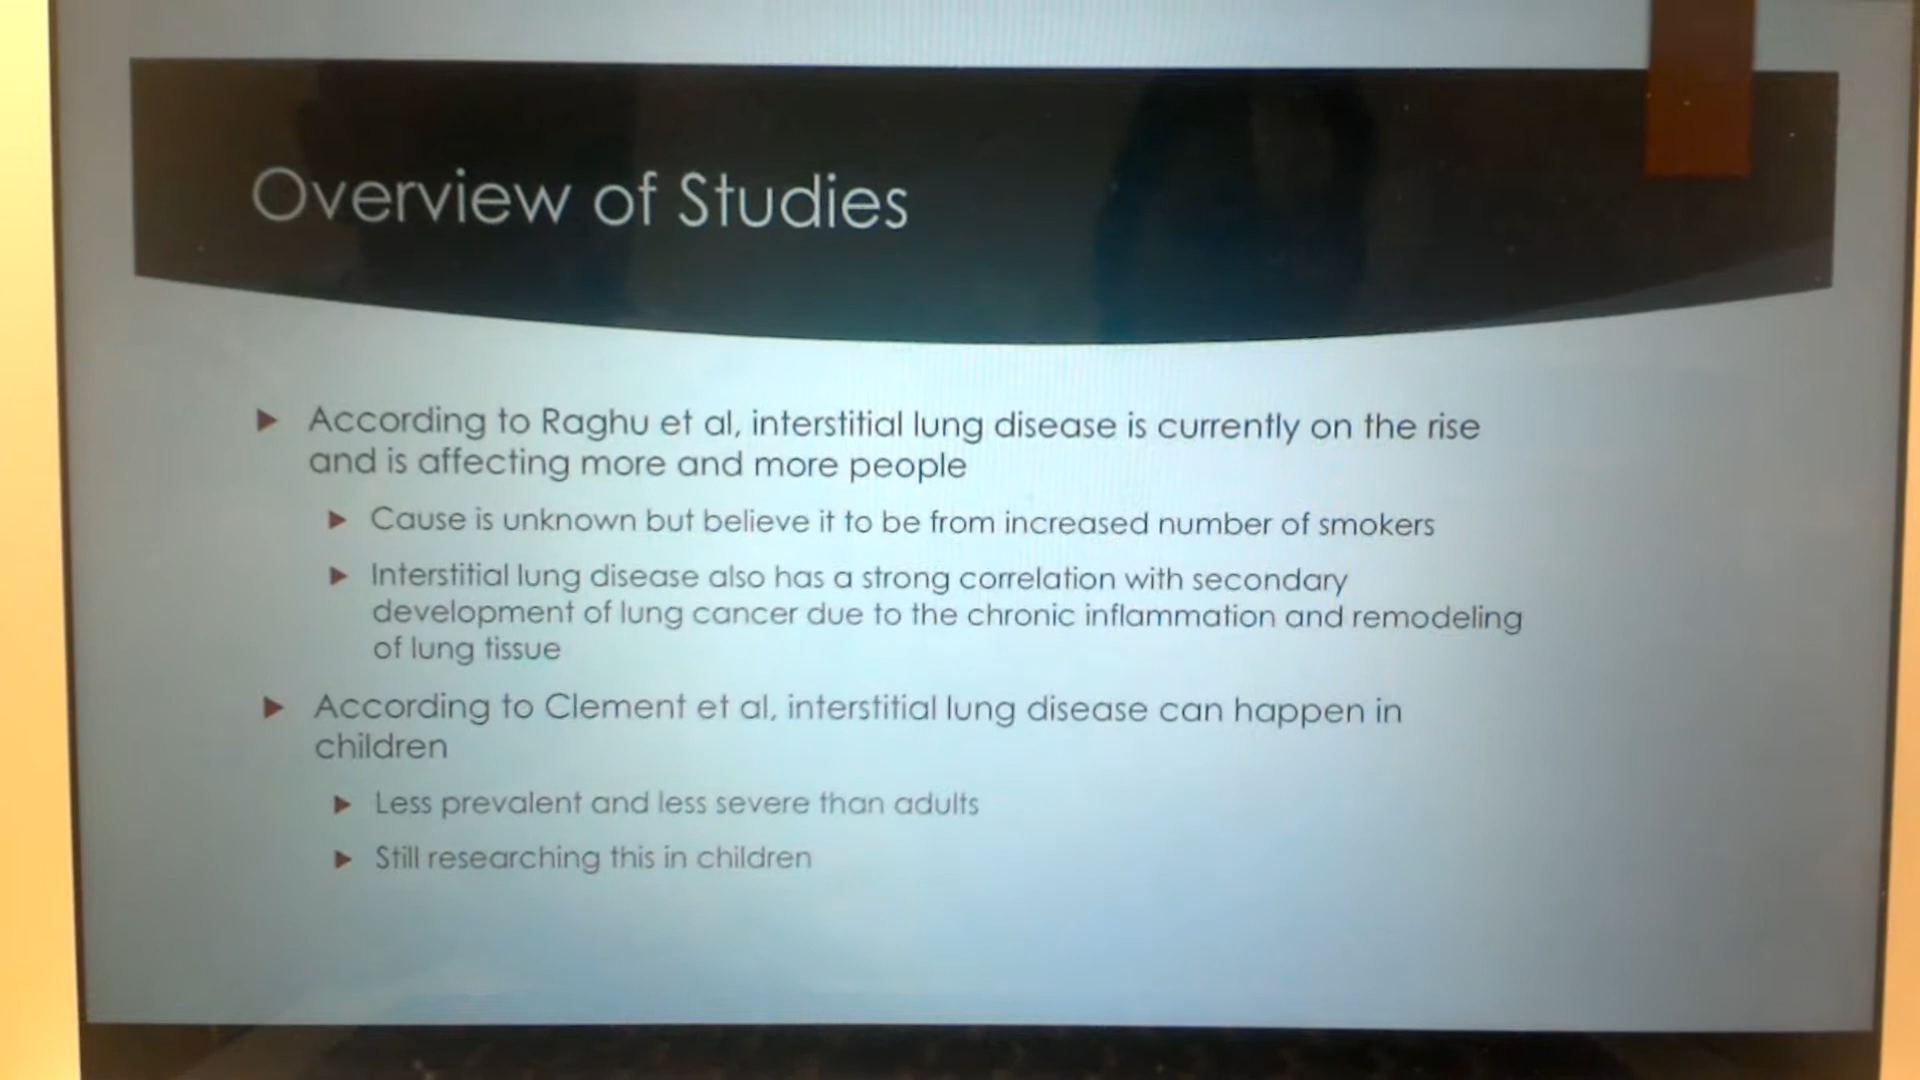 Overview of Studies
According to Raghu et al, interstitial lung disease is currently on the rise
and is affecting more and more people
Cause is unknown but believe it to be from increased number of smokers
Interstitial lung disease also has a strong correlation with secondary
development of lung cancer due to the chronic inflammation and remodeling
of lung tissue
According to Clement et al, interstitial lung disease can happen in
children
Less prevalent and less severe than adults
Still researching this in children